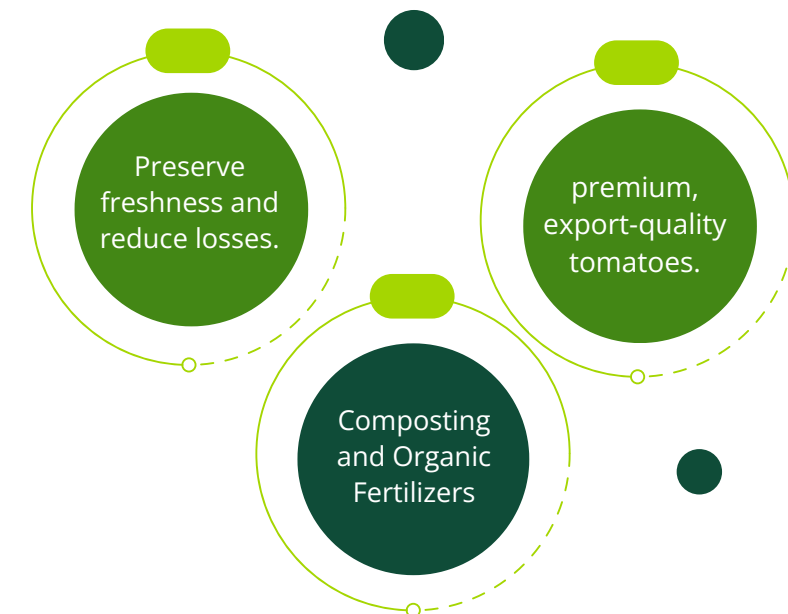 Preserve
freshness and
reduce losses.
premium,
export-quality
tomatoes.
Composting
and Organic
Fertilizers